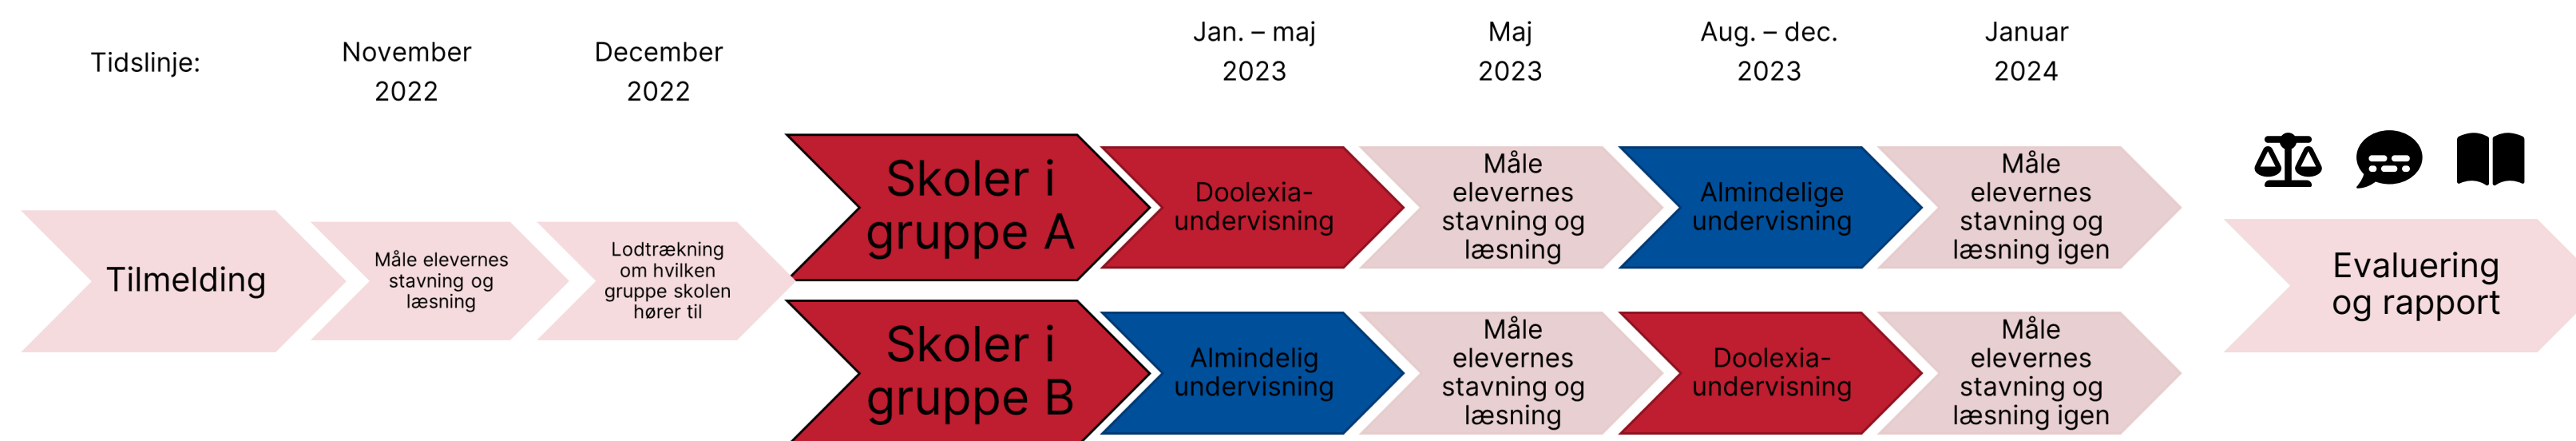 Tidslinje:
November
2022
December
2022
Jan. – maj
2023
Maj
2023
Aug. – dec.
2023
Januar
2024
Tilmelding
Måle elevernes
stavning og
læsning
Lodtrækning
om hvilken
gruppe skolen
hører til
Skoler i
gruppe A
Doolexia-
undervisning
Måle
elevernes
stavning og
læsning
Almindelige
undervisning
Måle
elevernes
stavning og
læsning igen
Skoler i
gruppe B
Almindelig
undervisning
Måle
elevernes
stavning og
læsning
Doolexia-
undervisning
Måle
elevernes
stavning og
læsning igen
Evaluering
og rapport